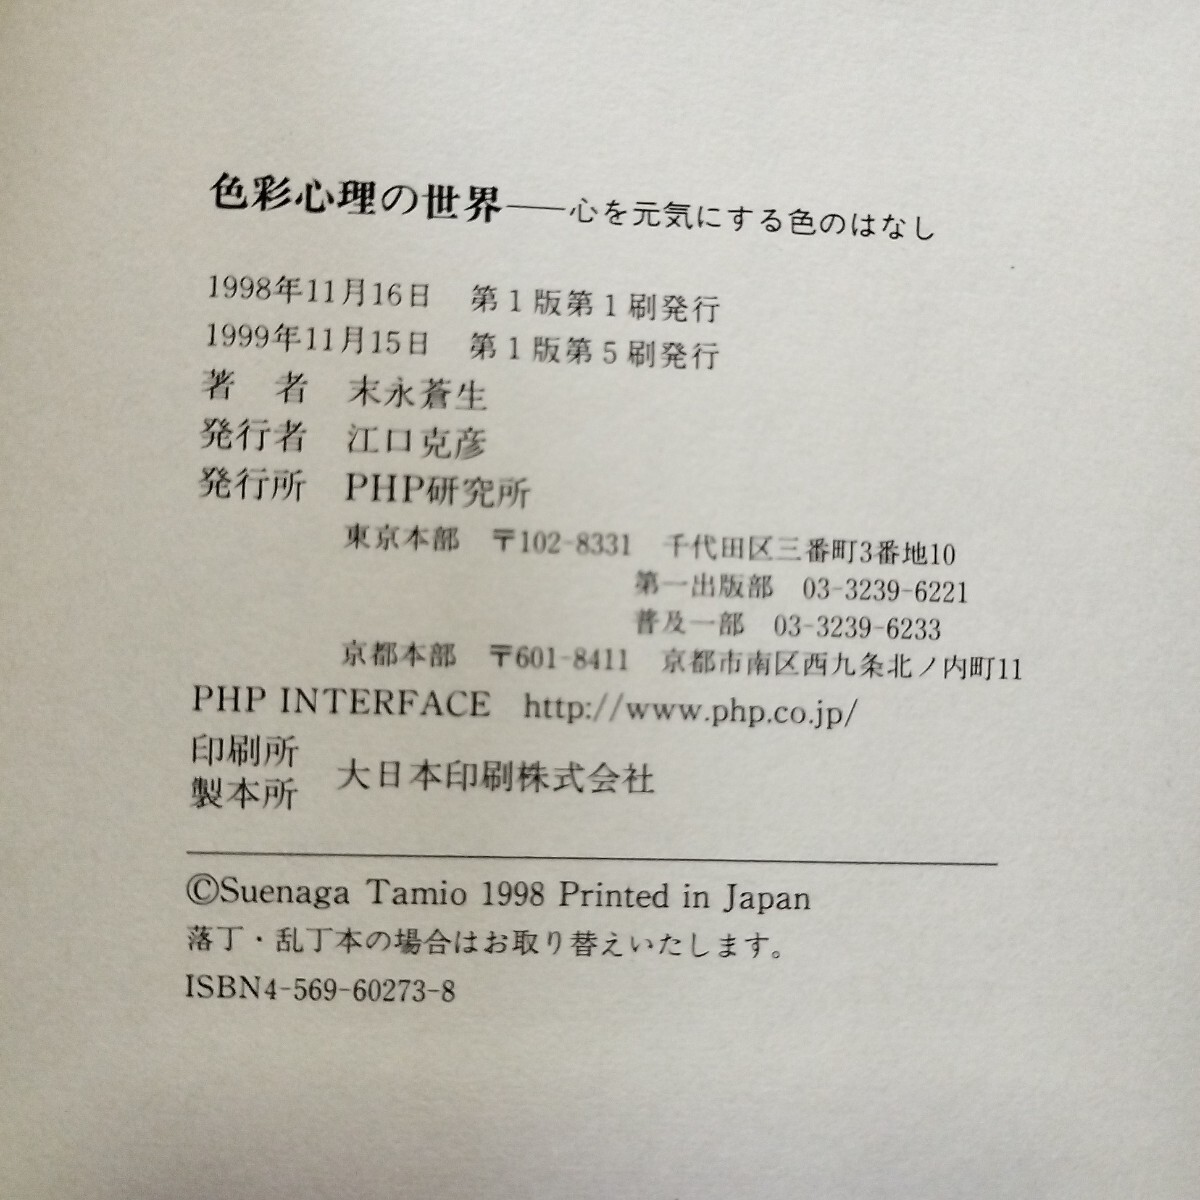 色彩心理の世界――心を元気にする色のはなし
1998年11月16日　第1版第1刷発行
1999年11月15日　第1版第5刷発行
著　者　末永蒼生
発行者　江口克彦
発行所　PHP研究所
東京本部　〒102-8331　千代田区三番町3番地10
第一出版部　03-3239-6221
普及一部　03-3239-6233
京都本部　〒601-8411　京都市南区西九条北ノ内町11
PHP INTERFACE　http://www.php.co.jp/
印刷所
製本所　大日本印刷株式会社
©Suenaga Tamio 1998 Printed in Japan
落丁・乱丁本の場合はお取り替えいたします。
ISBN4-569-60273-8